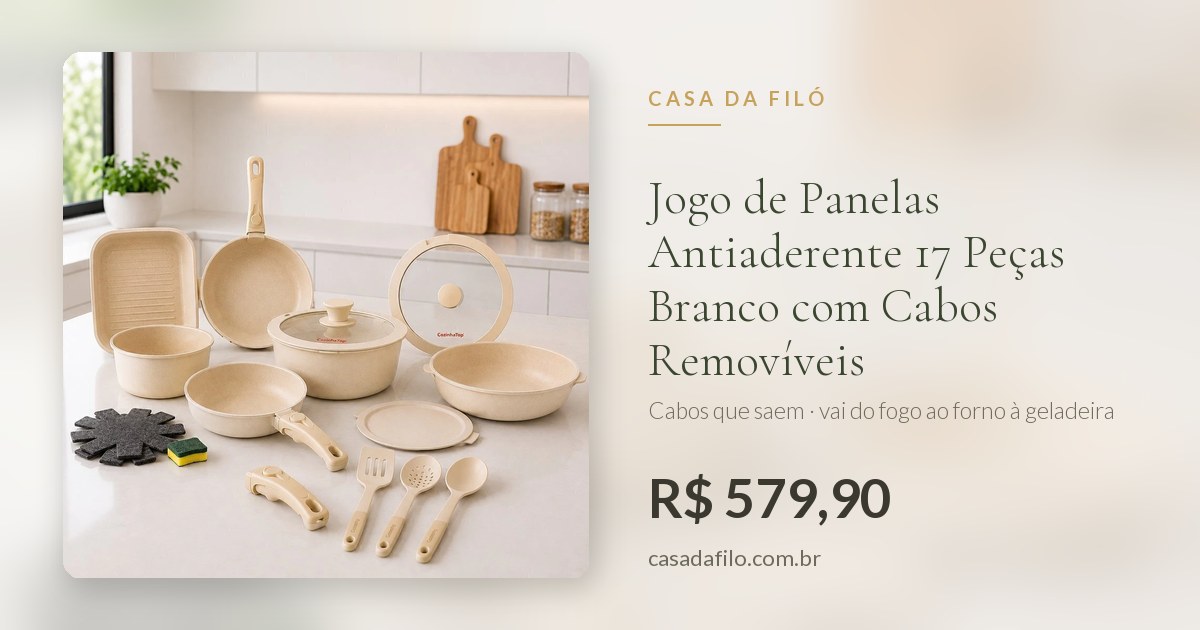 CASA DA FILÓ
Jogo de Panelas
Antiaderente 17 Peças
Branco com Cabos
Removíveis
Cabos que saem · vai do fogo ao forno à geladeira
R$ 579,90
casadafilo.com.br
CozinhaTop